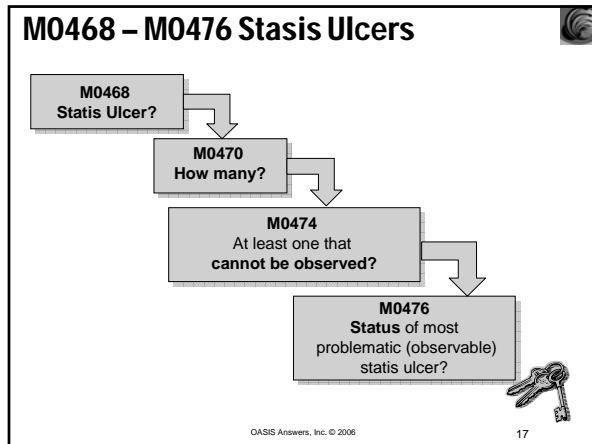 M0468 – M0476 Stasis Ulcers
M0468
Statis Ulcer?
M0470
How many?
M0474
At least one that
cannot be observed?
M0476
Status of most
problematic (observable)
statis ulcer?
OASIS Answers, Inc. © 2006
17